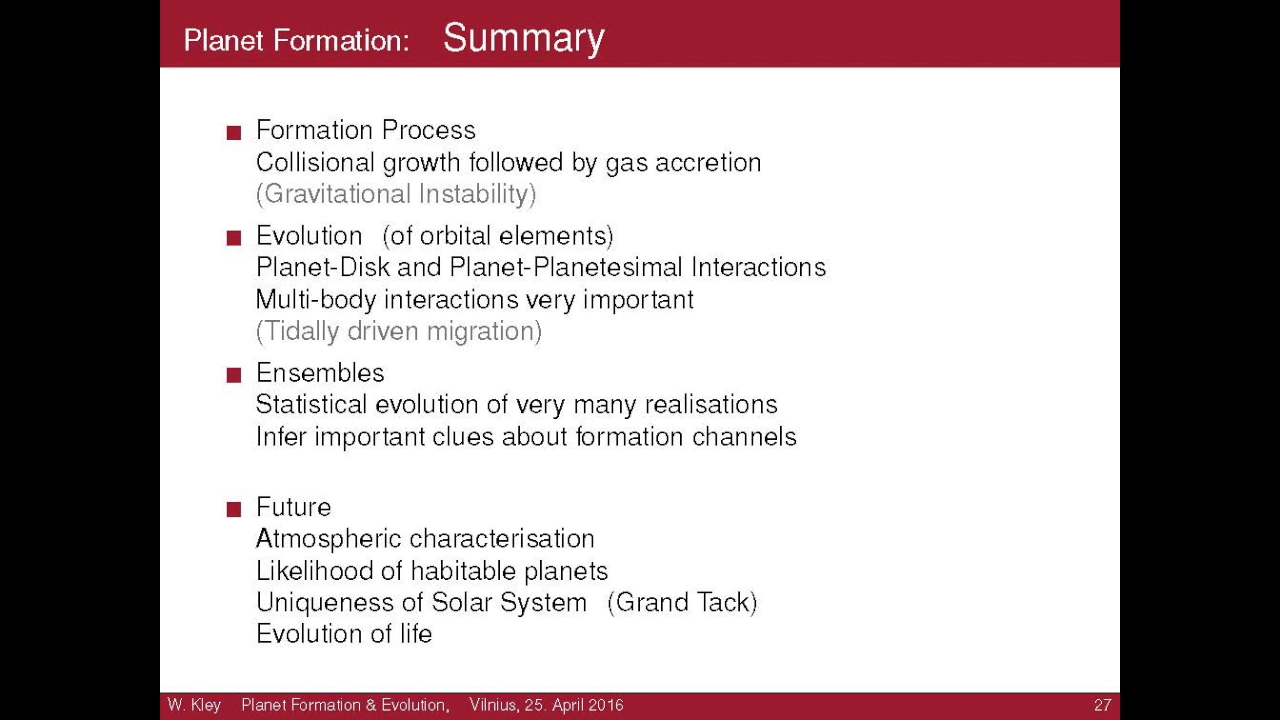 Planet Formation: Summary
Formation Process
Collisional growth followed by gas accretion
(Gravitational Instability)
Evolution (of orbital elements)
Planet-Disk and Planet-Planetesimal Interactions
Multi-body interactions very important
(Tidally driven migration)
Ensembles
Statistical evolution of very many realisations
Infer important clues about formation channels
Future
Atmospheric characterisation
Likelihood of habitable planets
Uniqueness of Solar System (Grand Tack)
Evolution of life
W. Kley Planet Formation & Evolution, Vilnius, 25. April 2016 27